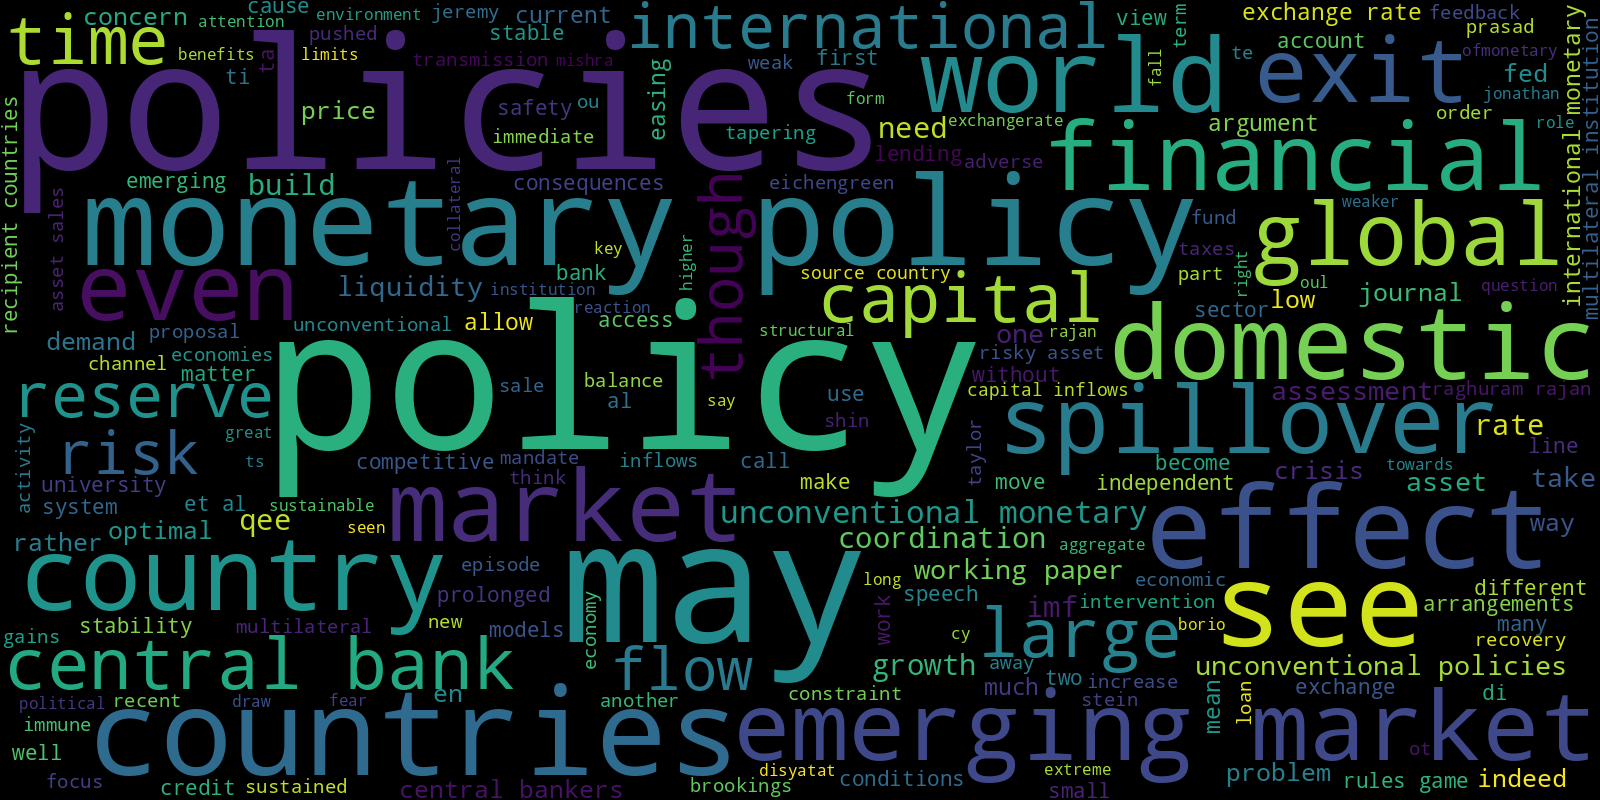 policies
policy
monetary policy
may
countries
country
world
exit
international
time
financial
global
domestic
capital
even
though
spillover
effect
see
market
emerging market
central bank
reserve
risk
flow
large
concern
cause
attention
environment
jeremy
current
pushed
stable
benefits
limits
ta
transmission
mishra
ti
price
safety
ou
immediate
easing
weak
first
form
tapering
need
exchangerate
lending
adverse
view
term
fall
exchange rate
feedback
account
prasad
te
ofmonetary
fed
jonathan
order
role
argument
international monetary
multilateral institution
recipient countries
emerging
build
asset sales
collateral
consequences
eichengreen
weaker
fund
key
higher
taxes
bank
source country
part
right
oul
question
liquidity
institution
low
journal
reaction
unconventional
allow
access
structural
one
rajan
sector
proposal
demand
economies
channel
matter
risky asset
without
sale
balance
al
say
use
capital inflows
assessment
raghuram rajan
shin
great
rate
taylor
line
activity
ts
competitive
mandate
inflows
call
become
towards
think
crisis
university
make
move
independent
asset
take
system
et al
sustainable
qee
seen
optimal
unconventional monetary
way
rather
coordination
aggregate
episode
working paper
long
economic
different
prolonged
speech
imf
intervention
arrangements
economy
work
stability
multilateral
new
models
borio
many
gains
cy
recovery
growth
away
two
increase
unconventional policies
political
recent
draw
fear
en
another
constraint
much
stein
mean
loan
exchange
di
immune
well
ot
focus
credit
sustained
central bankers
brookings
disyatat
conditions
extreme
small
problem
rules game
indeed